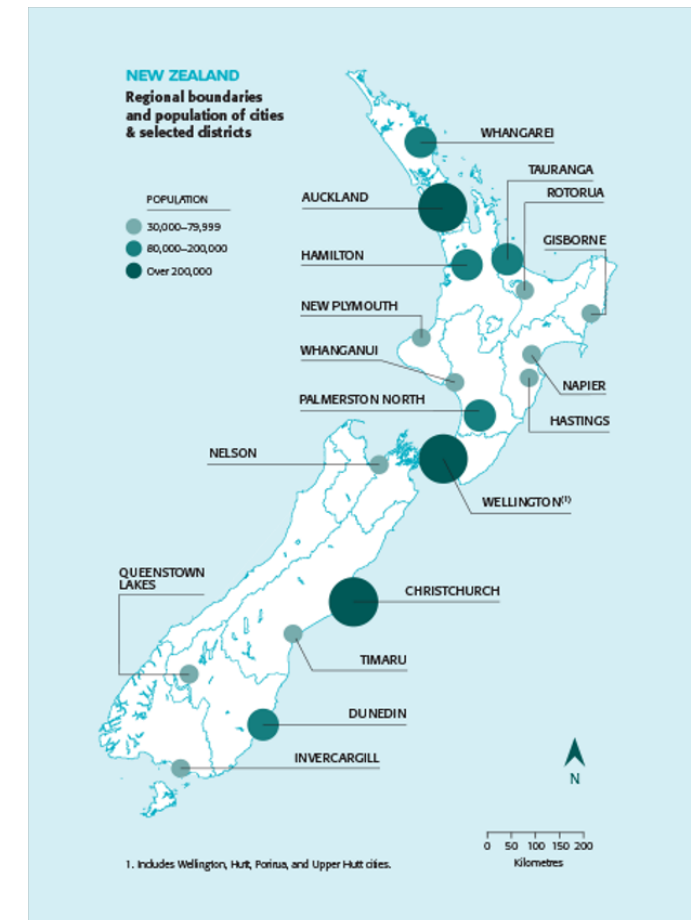 NEW ZEALAND
Regional boundaries
and population of cities
& selected districts
POPULATION
30,000–79,999
80,000–200,000
Over 200,000
WHANGAREI
TAURANGA
AUCKLAND
ROTORUA
GISBORNE
HAMILTON
NEW PLYMOUTH
WHANGANUI
NAPIER
PALMERSTON NORTH
HASTINGS
NELSON
WELLINGTON(1)
QUEENSTOWN
LAKES
CHRISTCHURCH
TIMARU
DUNEDIN
INVERCARGILL
N
0 50 100 150 200
Kilometres
1. Includes Wellington, Hutt, Porirua, and Upper Hutt cities.